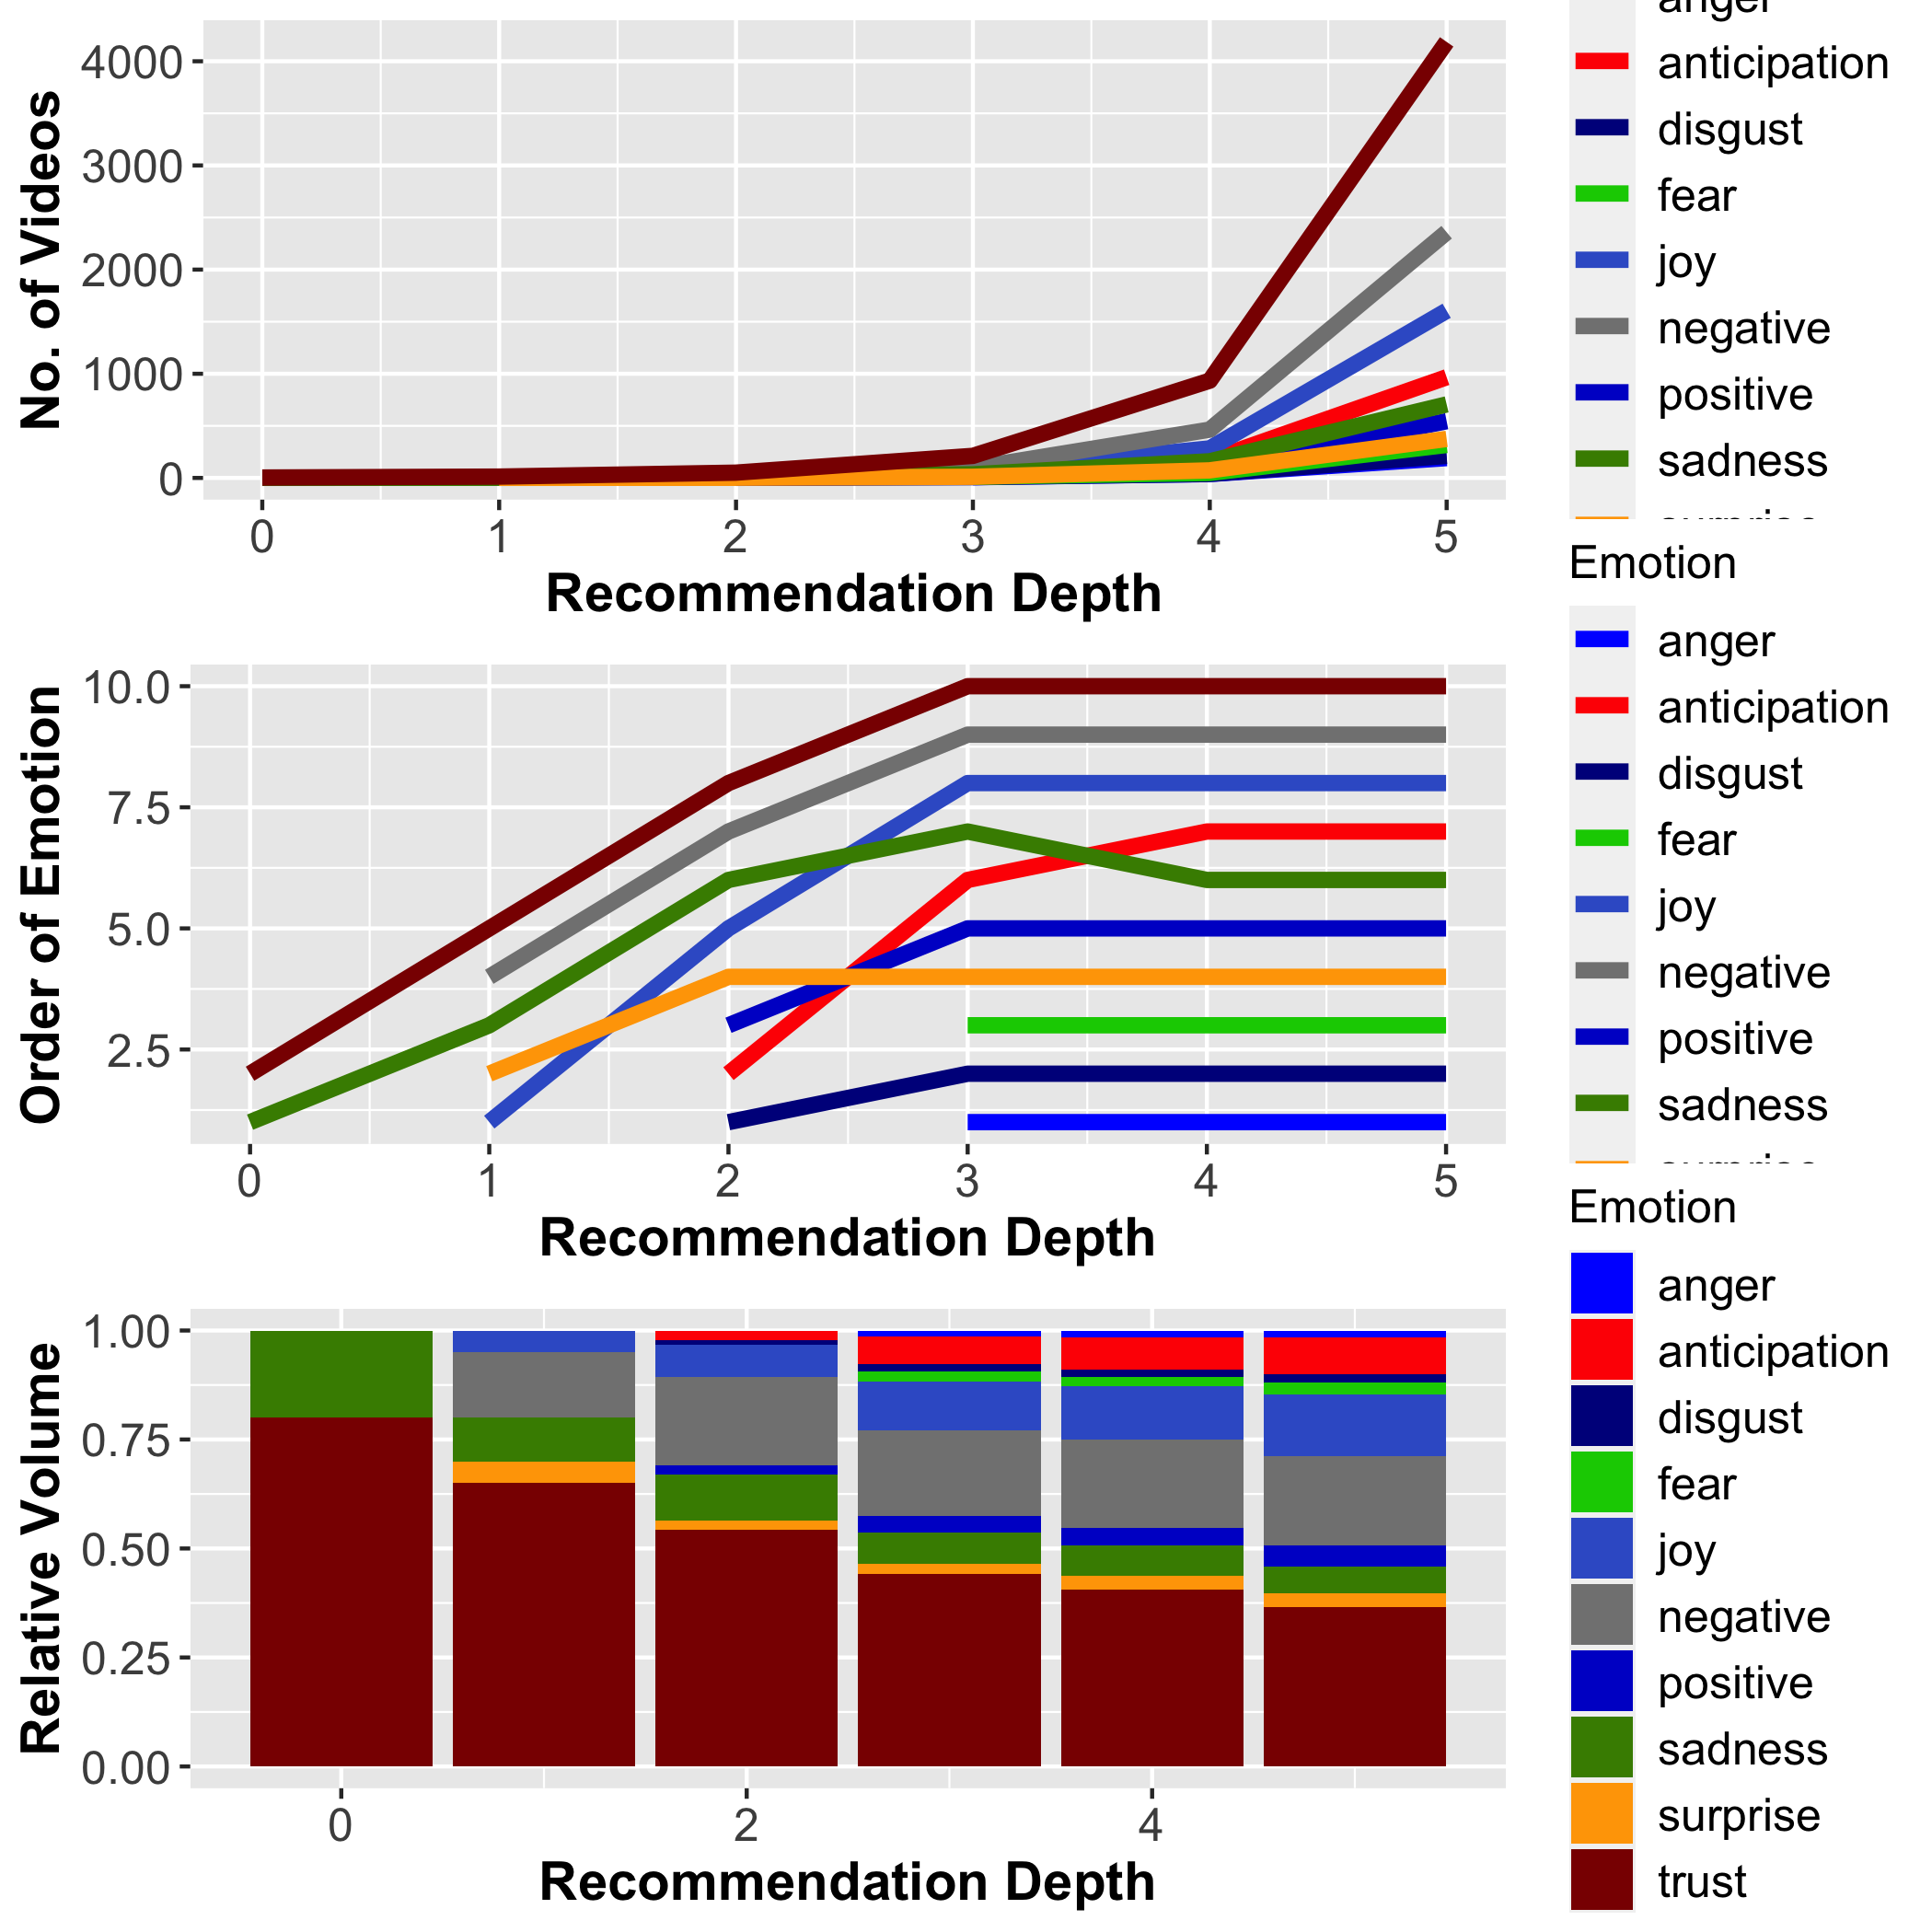 No. of Videos
4000
3000
2000
1000
0
0 1 2 3 4 5
Recommendation Depth
anger
anticipation
disgust
fear
joy
negative
positive
sadness
Order of Emotion
10.0
7.5
5.0
2.5
0 1 2 3 4 5
Recommendation Depth
Emotion
anger
anticipation
disgust
fear
joy
negative
positive
sadness
Relative Volume
1.00
0.75
0.50
0.25
0.00
0 2 4
Recommendation Depth
Emotion
anger
anticipation
disgust
fear
joy
negative
positive
sadness
surprise
trust